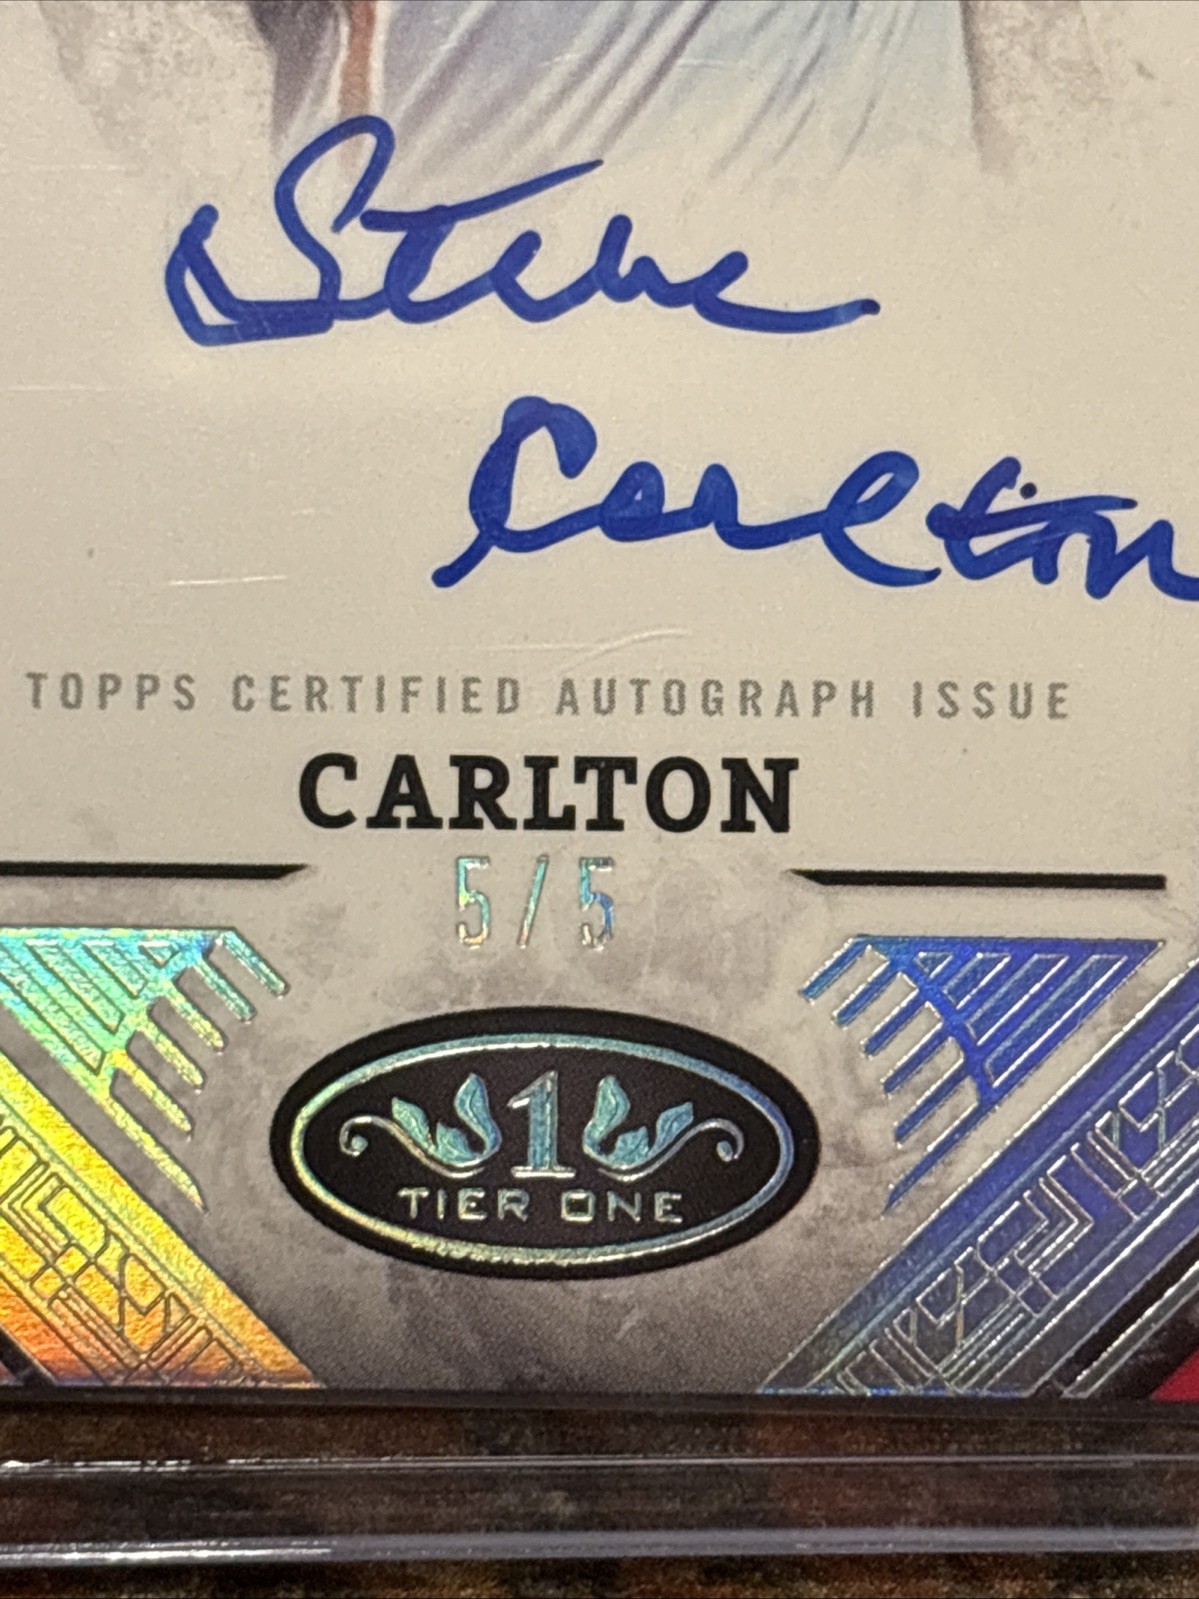 Steve
Carlton
TOPPS CERTIFIED AUTOGRAPH ISSUE
CARLTON
5/5
1
TIER ONE